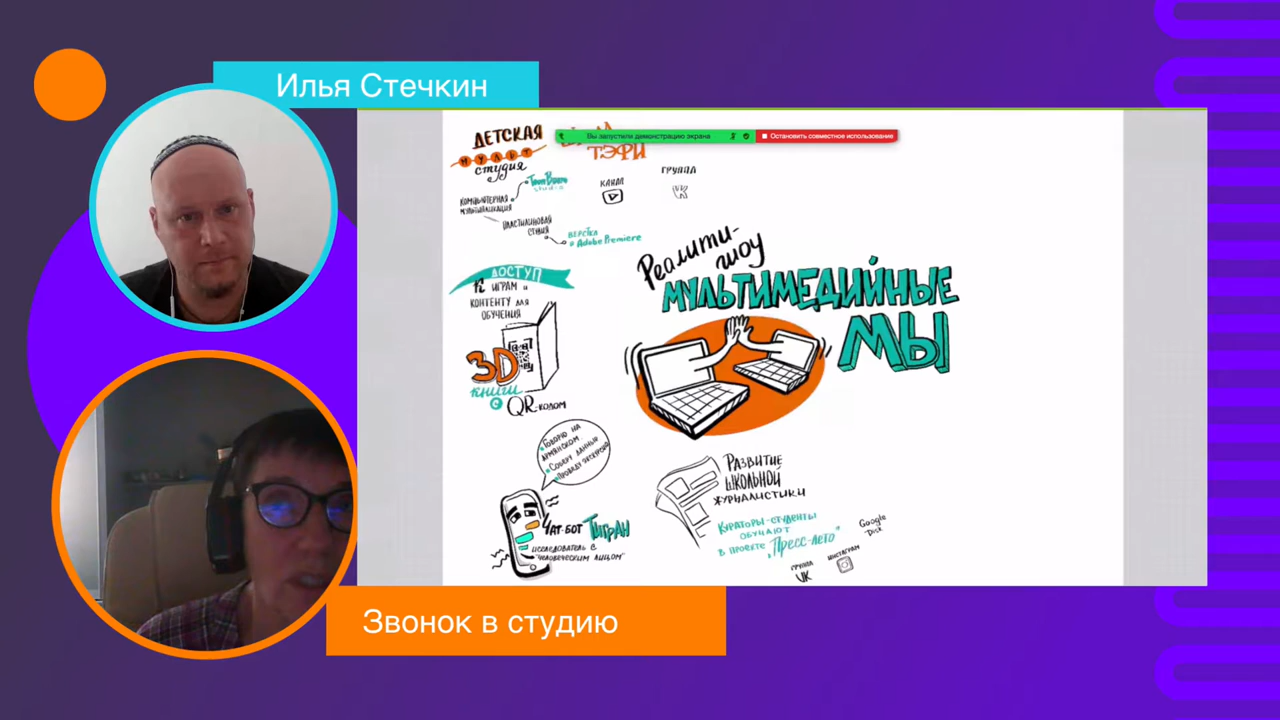 Илья Стечкин
Вы запустили демонстрацию экрана
Остановить совместное использование
ДЕТСКАЯ
МУЛЬТ
студия
ТЭФИ
КОМПЬЮТЕРНАЯ
МУЛЬТИПЛИКАЦИЯ
КАНАЛ
ГРУППА
VK
ПЛАСТИЛИНОВАЯ
СТУДИЯ
ВЕРСТКА
в Adobe Premiere
Реалити-
шоу
МУЛЬТИМЕДИЙНЫЕ
МЫ
ДОСТУП
К ИГРАМ и
КОНТЕНТУ для
ОБУЧЕНИЯ
3D
КНИГИ
с QR-КОДОМ
Говорю на
армянском
Соберу данные
Проведу экскурсию
ЧАТ-БОТ ТИГРАН
ИССЛЕДОВАТЕЛЬ С
"ЧЕЛОВЕЧЕСКИМ ЛИЦОМ"
РАЗВИТИЕ
ШКОЛЬНОЙ
ЖУРНАЛИСТИКИ
КУРАТОРЫ-СТУДЕНТЫ
ОБУЧАЮТ
В ПРОЕКТЕ „Пресс-лето"
Google
ГРУППА
VK
ИНСТАГРАМ
Звонок в студию